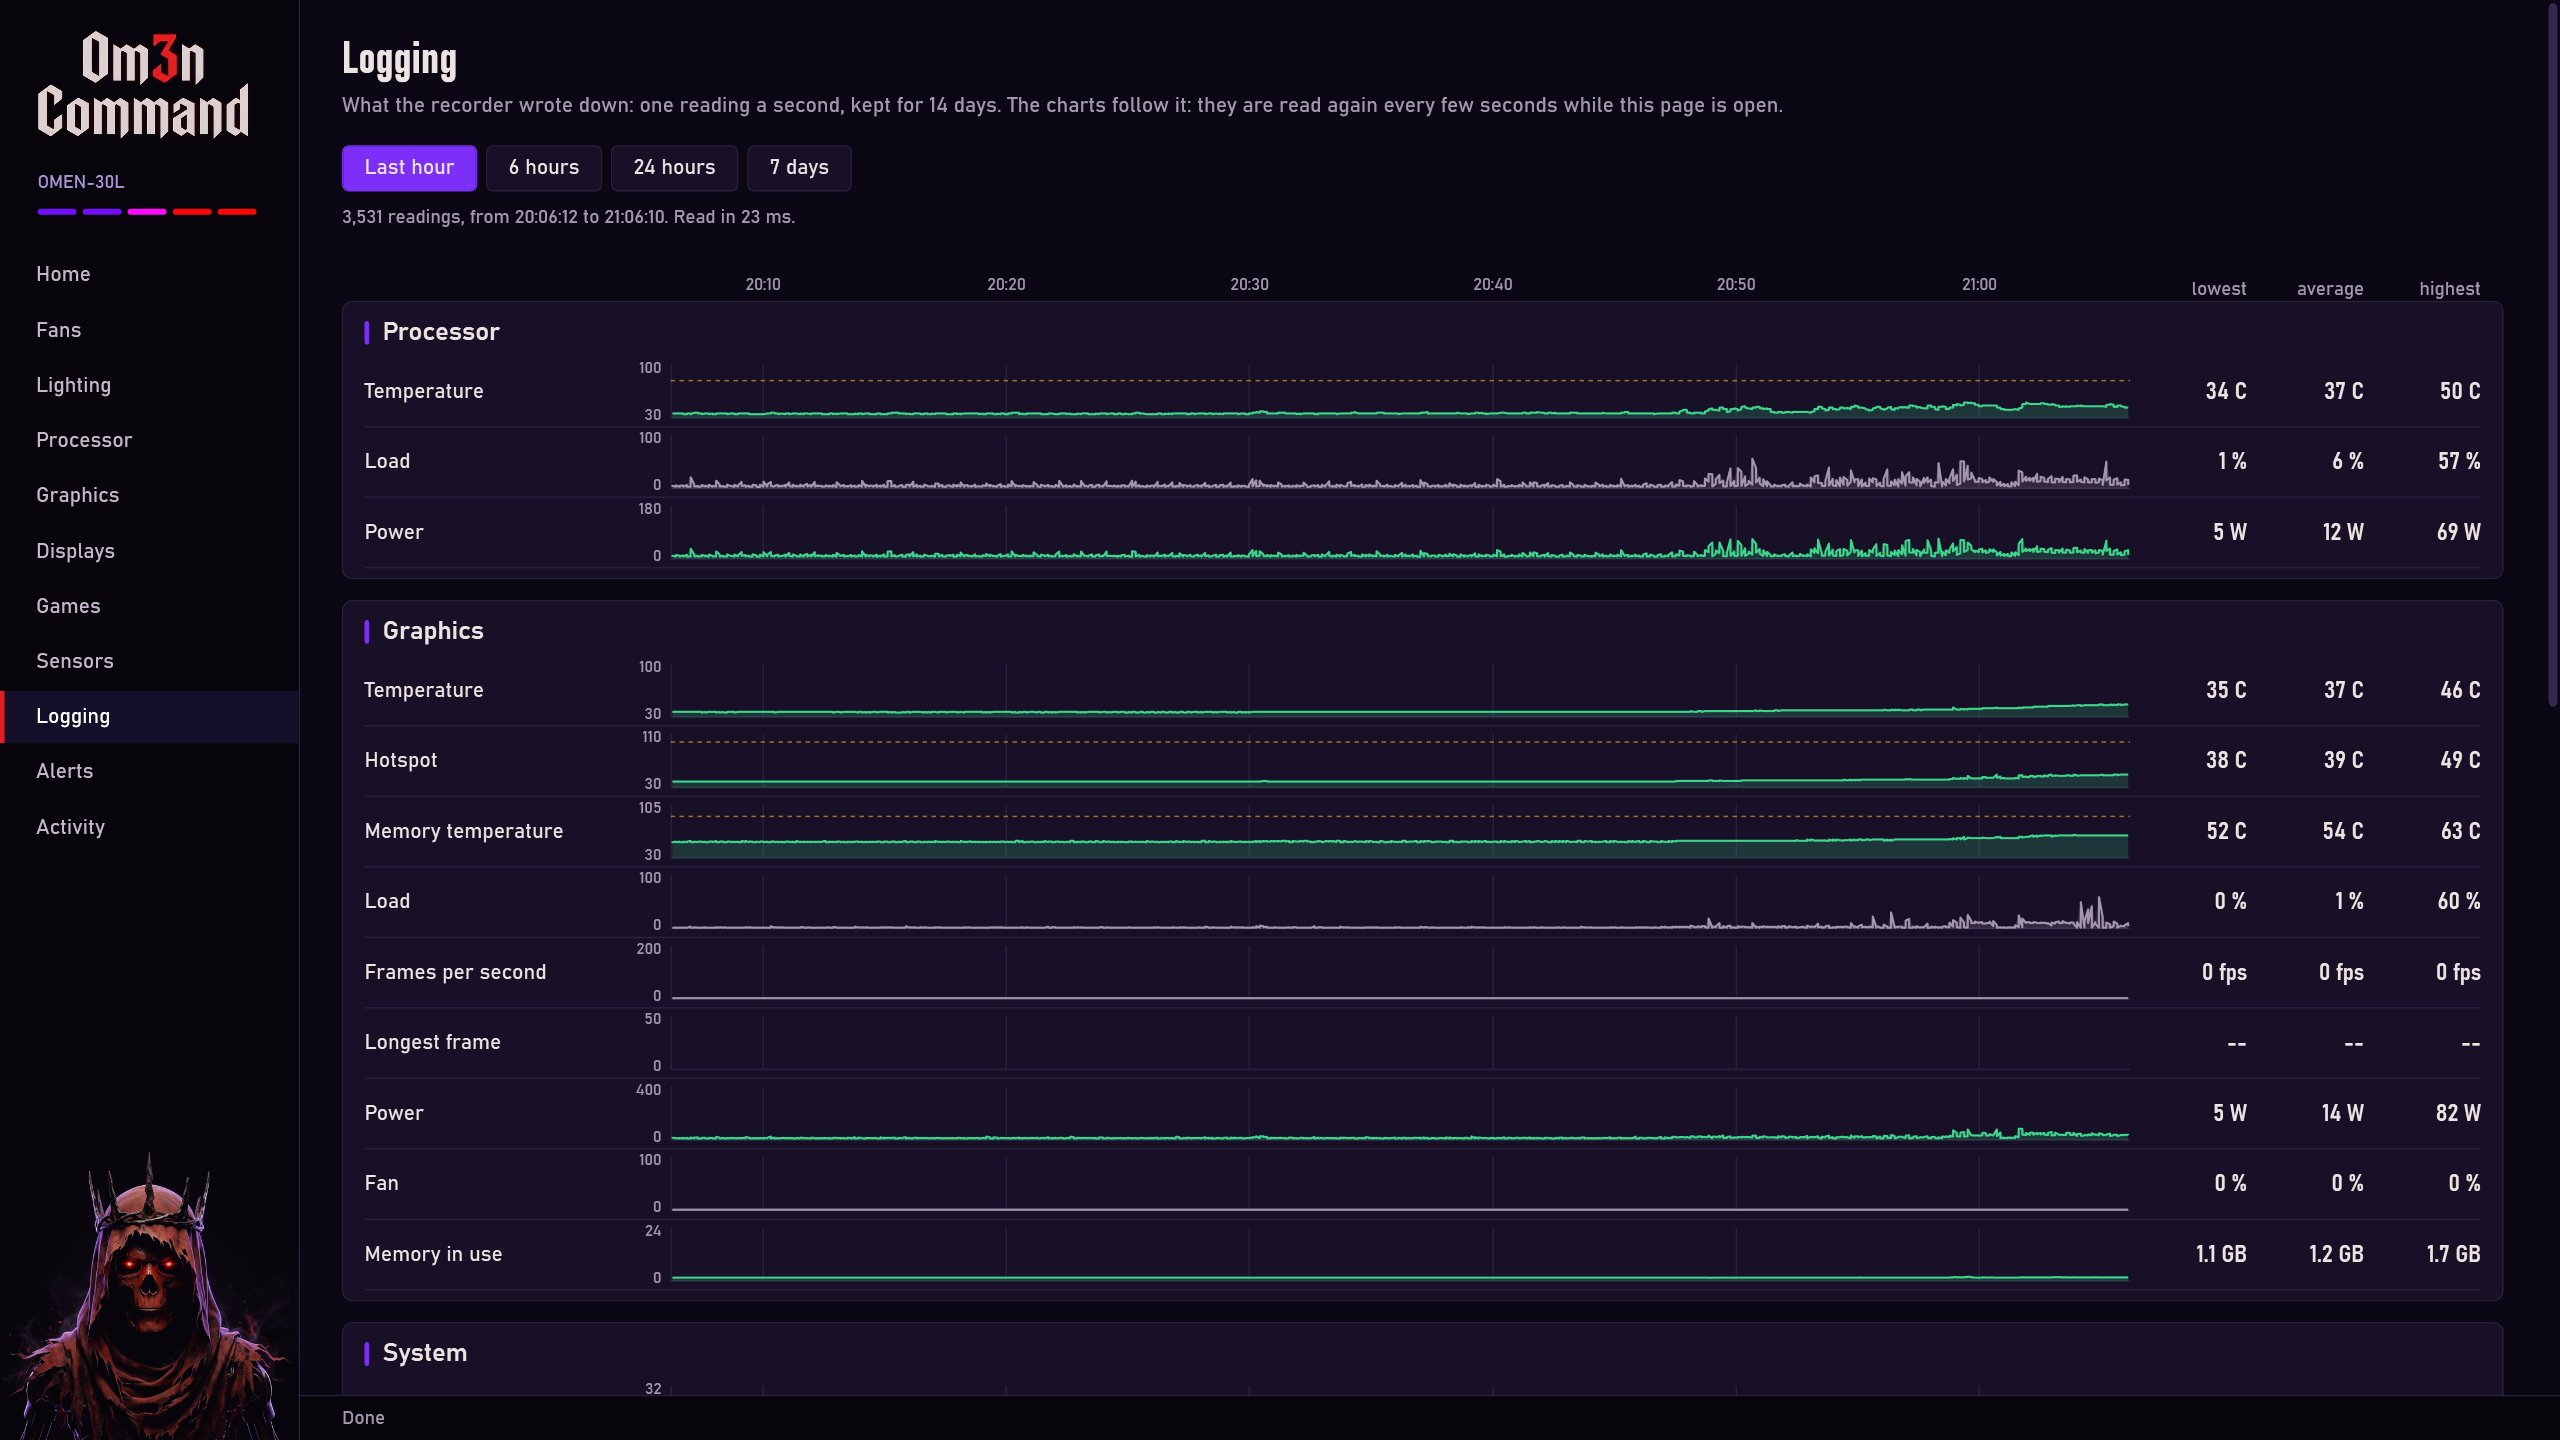 Om3n
Command
OMEN-30L
Home
Fans
Lighting
Processor
Graphics
Displays
Games
Sensors
Logging
Alerts
Activity
Logging
What the recorder wrote down: one reading a second, kept for 14 days. The charts follow it: they are read again every few seconds while this page is open.
Last hour 6 hours 24 hours 7 days
3,531 readings, from 20:06:12 to 21:06:10. Read in 23 ms.
20:10 20:20 20:30 20:40 20:50 21:00 lowest average highest
Processor
100
Temperature 34 C 37 C 50 C
30
100
Load 1 % 6 % 57 %
0
180
Power 5 W 12 W 69 W
0
Graphics
100
Temperature 35 C 37 C 46 C
30
110
Hotspot 38 C 39 C 49 C
30
105
Memory temperature 52 C 54 C 63 C
30
100
Load 0 % 1 % 60 %
0
200
Frames per second 0 fps 0 fps 0 fps
0
50
Longest frame -- -- --
0
400
Power 5 W 14 W 82 W
0
100
Fan 0 % 0 % 0 %
0
24
Memory in use 1.1 GB 1.2 GB 1.7 GB
0
System
32
Done